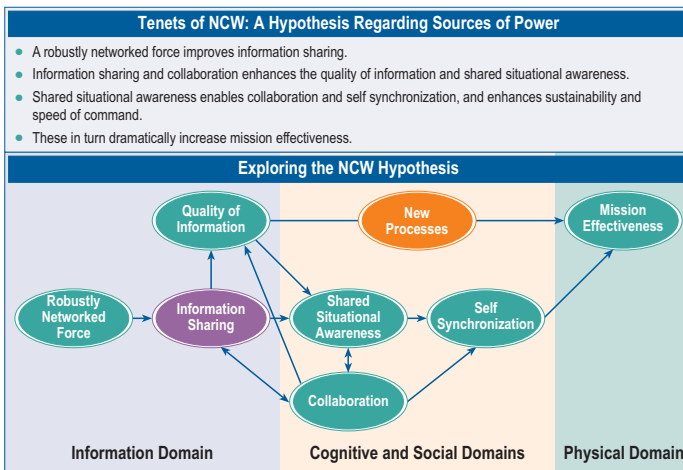 Tenets of NCW: A Hypothesis Regarding Sources of Power
A robustly networked force improves information sharing.
Information sharing and collaboration enhances the quality of information and shared situational awareness.
Shared situational awareness enables collaboration and self synchronization, and enhances sustainability and
speed of command.
These in turn dramatically increase mission effectiveness.
Exploring the NCW Hypothesis
Quality of
Information
New
Processes
Mission
Effectiveness
Robustly
Networked
Force
Information
Sharing
Shared
Situational
Awareness
Self
Synchronization
Collaboration
Information Domain
Cognitive and Social Domains
Physical Domain